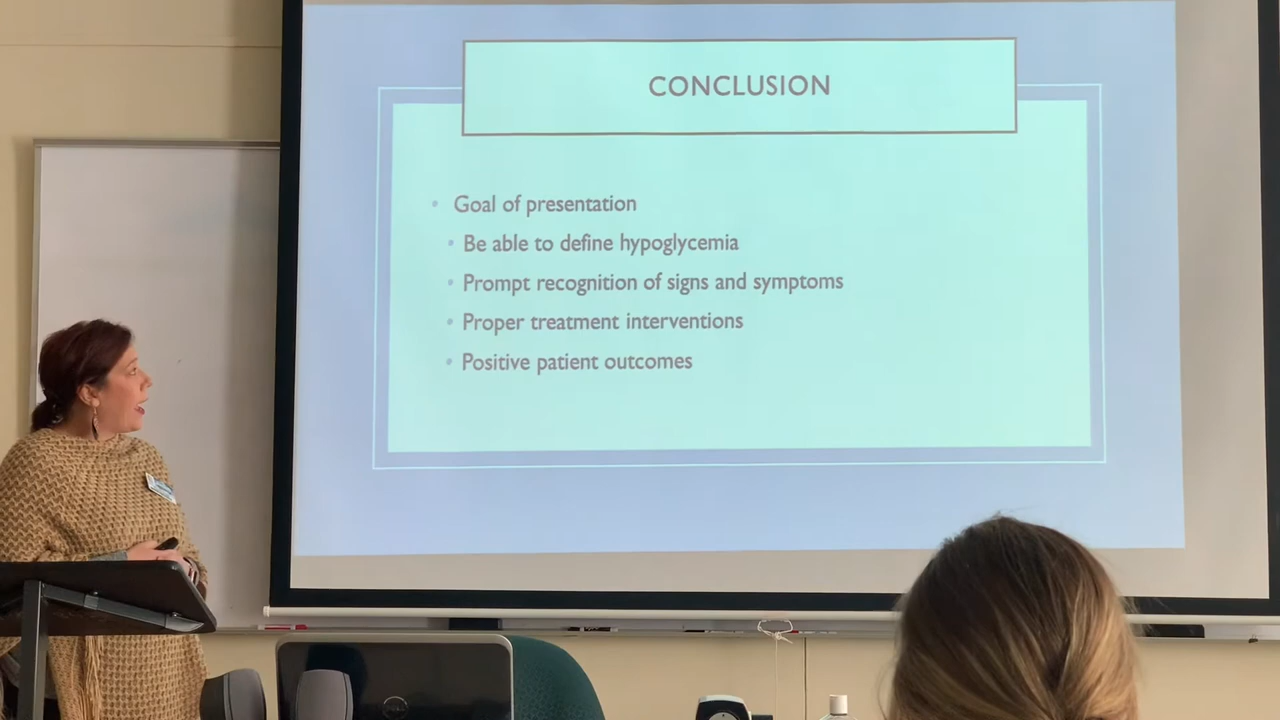 CONCLUSION
• Goal of presentation
• Be able to define hypoglycemia
• Prompt recognition of signs and symptoms
• Proper treatment interventions
• Positive patient outcomes
DELL